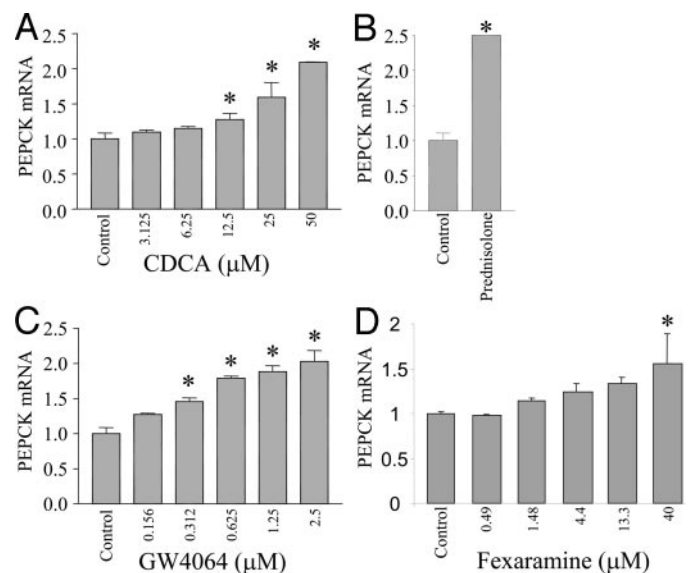 A
PEPCK mRNA
2.5
2.0
1.5
1.0
0.5
0.0
*
*
*
Control
3.125
6.25
12.5
25
50
CDCA (μM)
B
PEPCK mRNA
2.5
2.0
1.5
1.0
0.5
0.0
*
Control
Prednisolone
C
PEPCK mRNA
2.5
2.0
1.5
1.0
0.5
0.0
*
*
*
*
Control
0.156
0.312
0.625
1.25
2.5
GW4064 (μM)
D
PEPCK mRNA
2
1.5
1
0.5
0
*
Control
0.49
1.48
4.4
13.3
40
Fexaramine (μM)